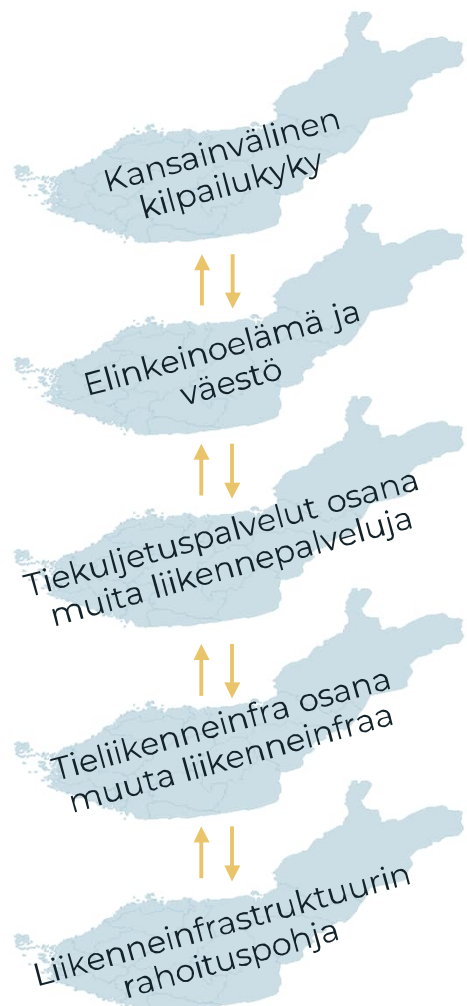 Kansainvälinen
kilpailukyky
Elinkeinoelämä ja
väestö
Tiekuljetuspalvelut osana
muita liikennepalveluja
Tieliikenneinfra osana
muuta liikenneinfraa
Liikenneinfrastruktuurin
rahoituspohja